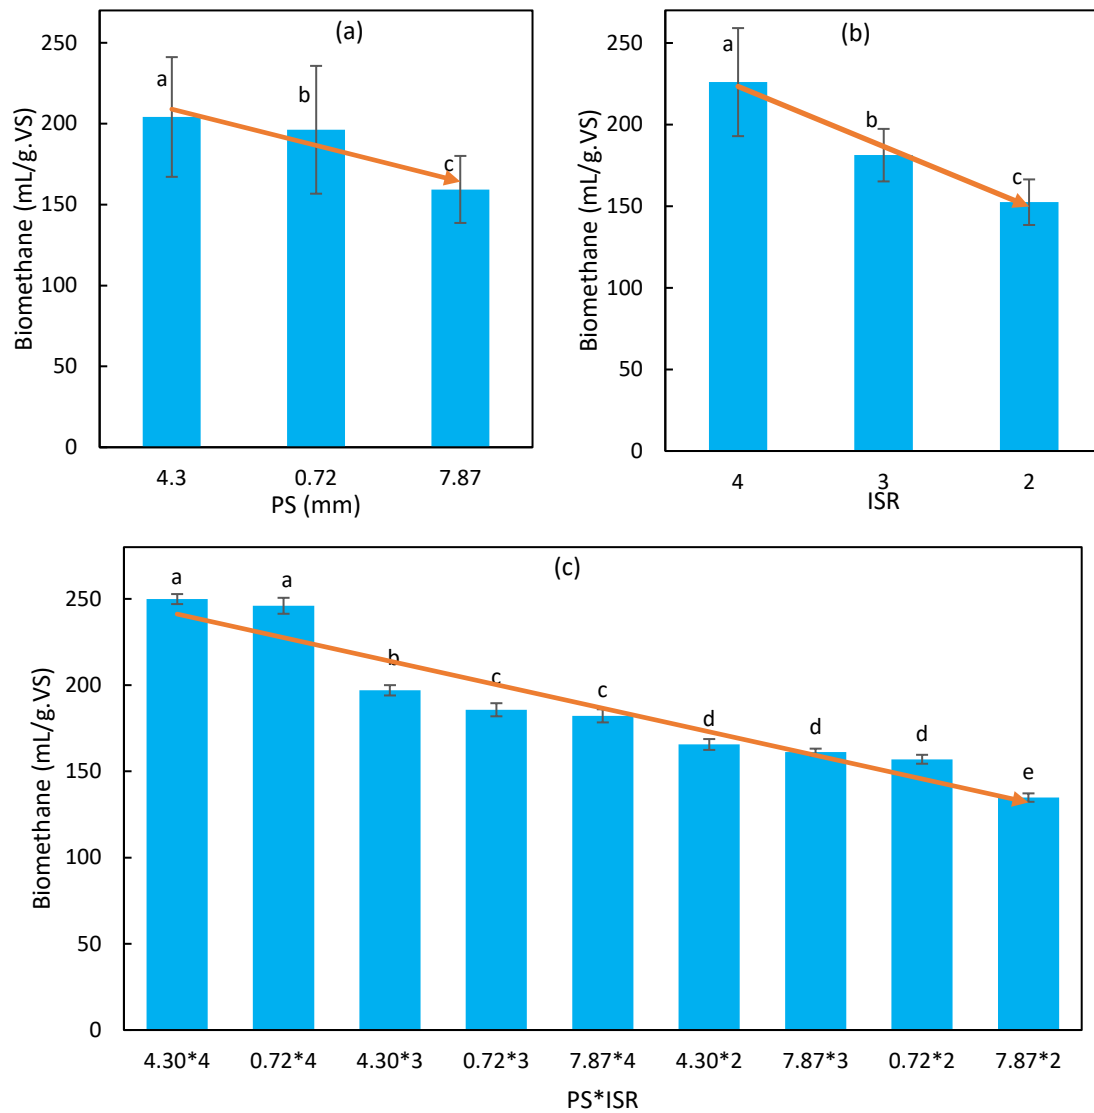 (a)
Biomethane (mL/g.VS)
250
200
150
100
50
0
a
b
c
4.3 0.72 7.87
PS (mm)
(b)
Biomethane (mL/g.VS)
250
200
150
100
50
0
a
b
c
4 3 2
ISR
(c)
Biomethane (mL/g.VS)
250
200
150
100
50
0
a a b c c d d d e
4.30*4 0.72*4 4.30*3 0.72*3 7.87*4 4.30*2 7.87*3 0.72*2 7.87*2
PS*ISR